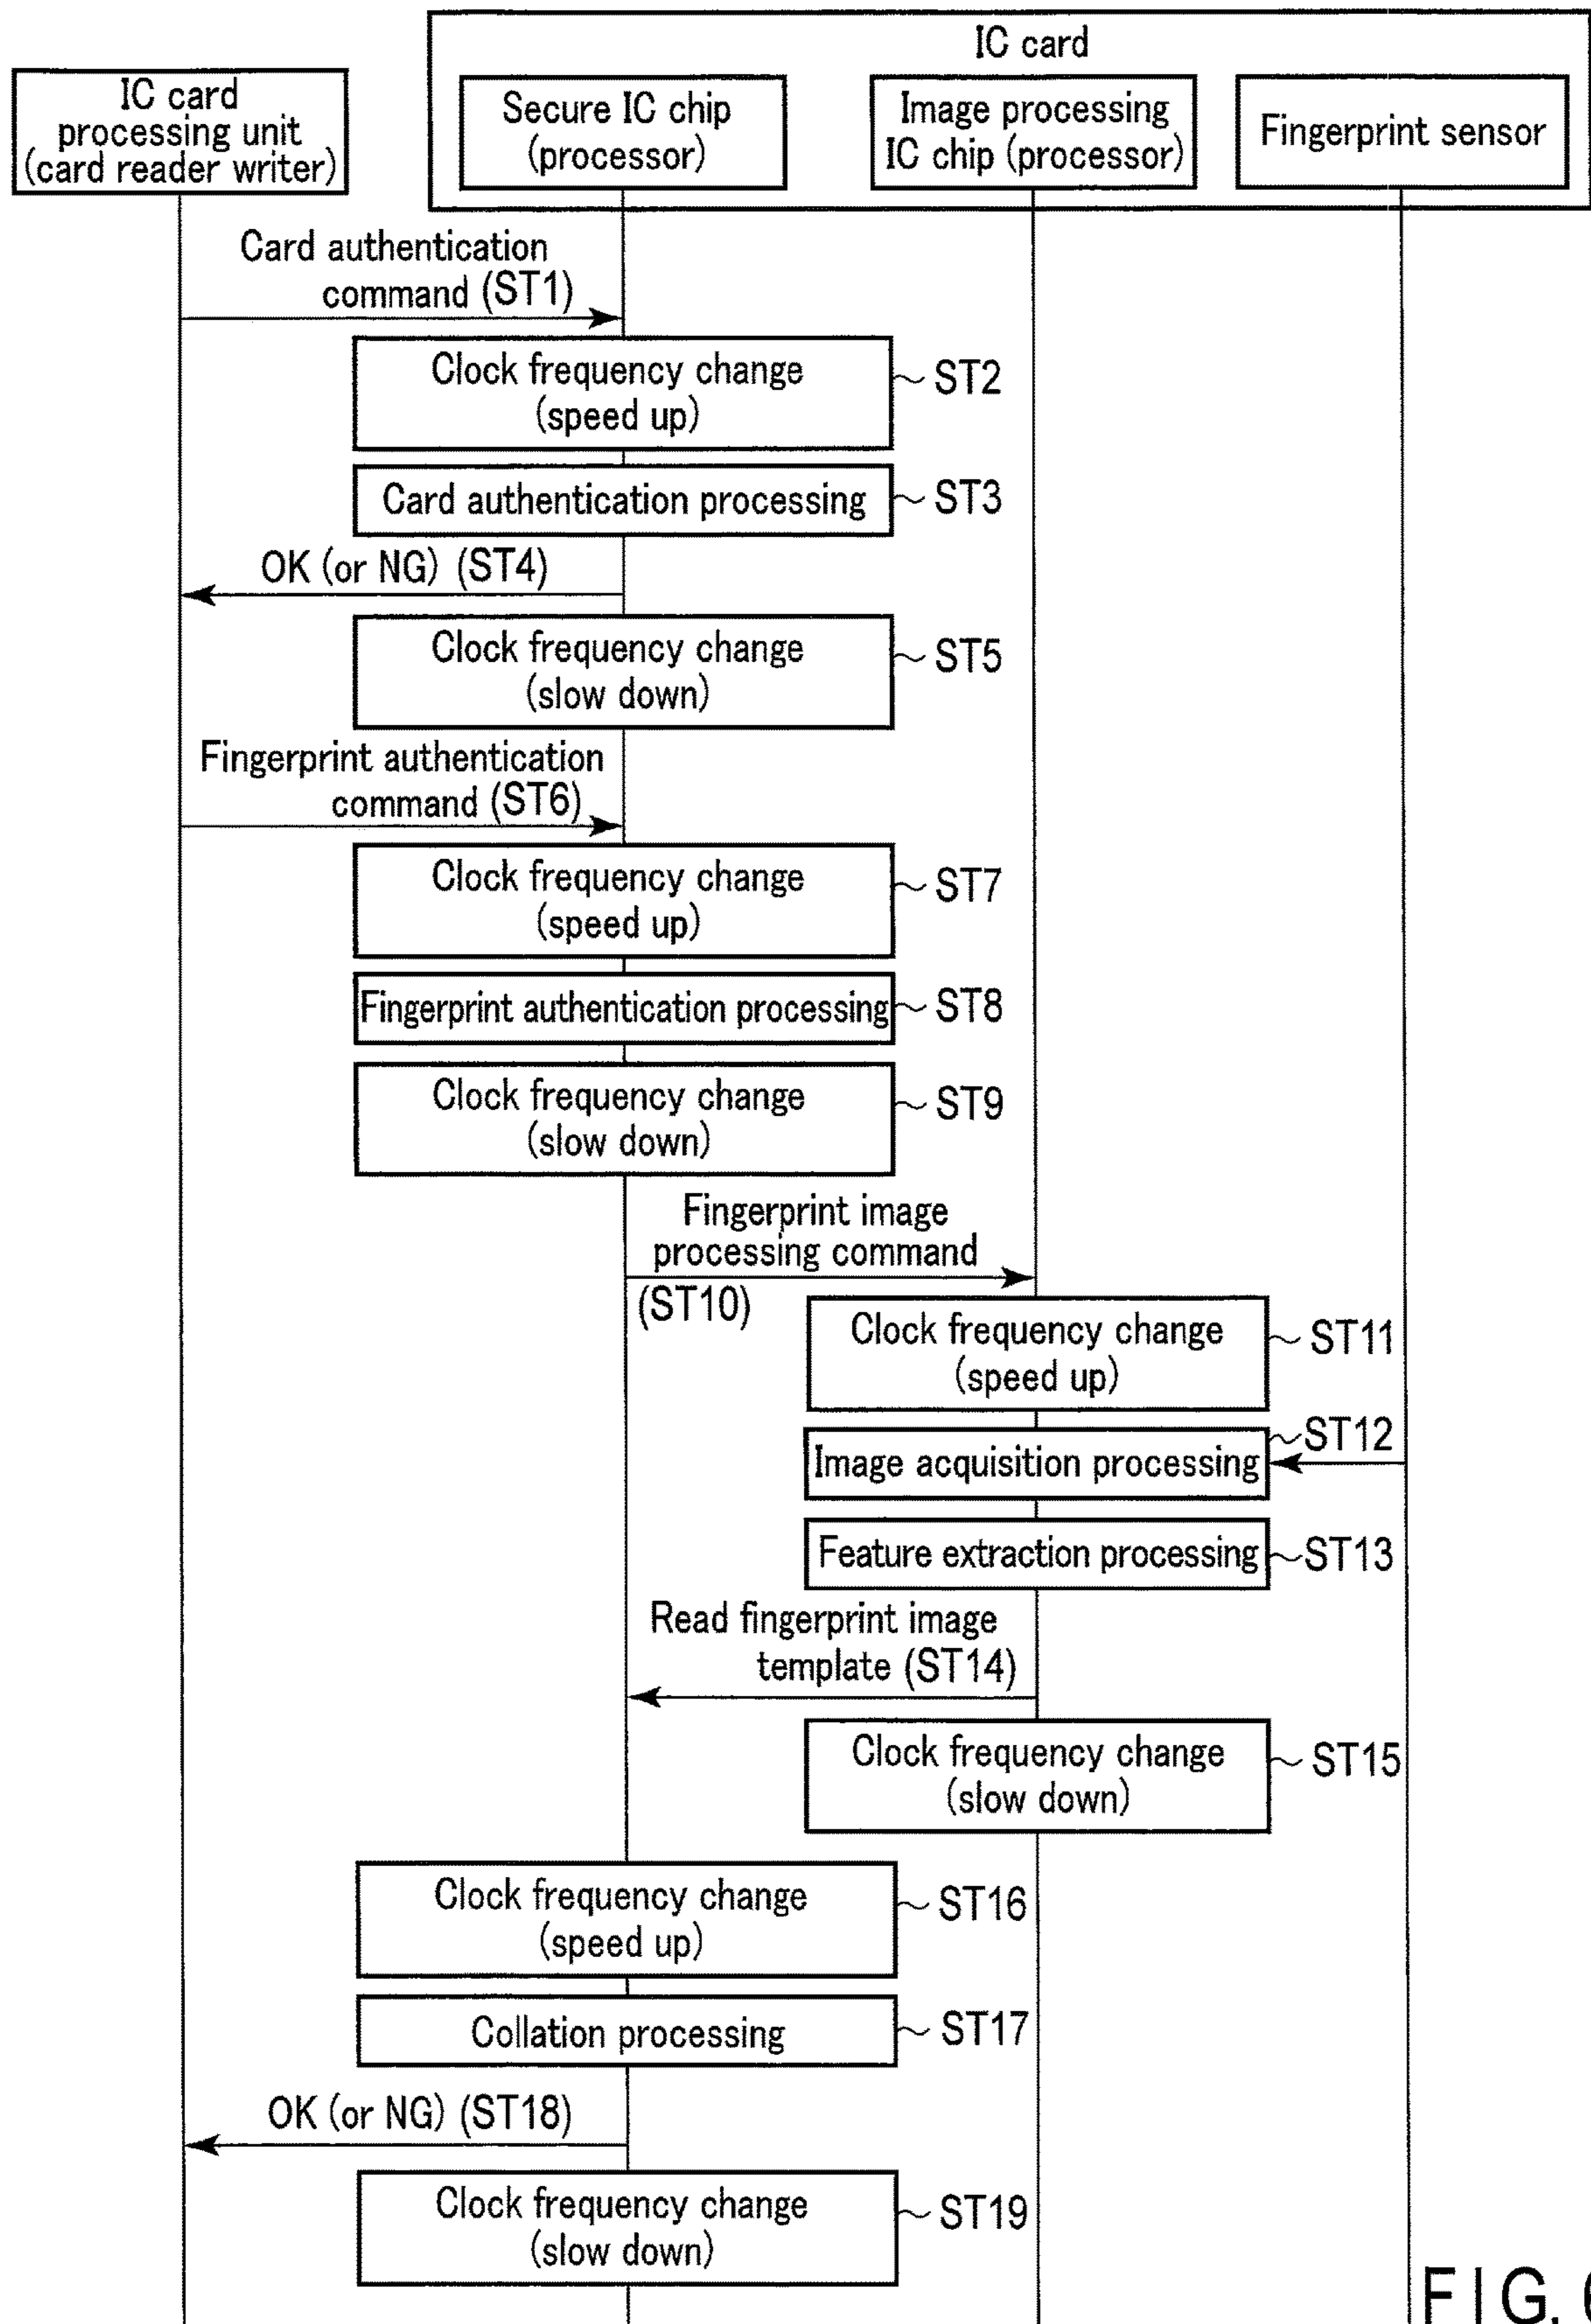 IC card
IC card
processing unit
(card reader writer)
Secure IC chip
(processor)
Image processing
IC chip (processor)
Fingerprint sensor
Card authentication
command (ST1)
Clock frequency change
(speed up)
ST2
Card authentication processing
ST3
OK (or NG) (ST4)
Clock frequency change
(slow down)
ST5
Fingerprint authentication
command (ST6)
Clock frequency change
(speed up)
ST7
Fingerprint authentication processing
ST8
Clock frequency change
(slow down)
ST9
Fingerprint image
processing command
(ST10)
Clock frequency change
(speed up)
ST11
Image acquisition processing
ST12
Feature extraction processing
ST13
Read fingerprint image
template (ST14)
Clock frequency change
(slow down)
ST15
Clock frequency change
(speed up)
ST16
Collation processing
ST17
OK (or NG) (ST18)
Clock frequency change
(slow down)
ST19
FIG.